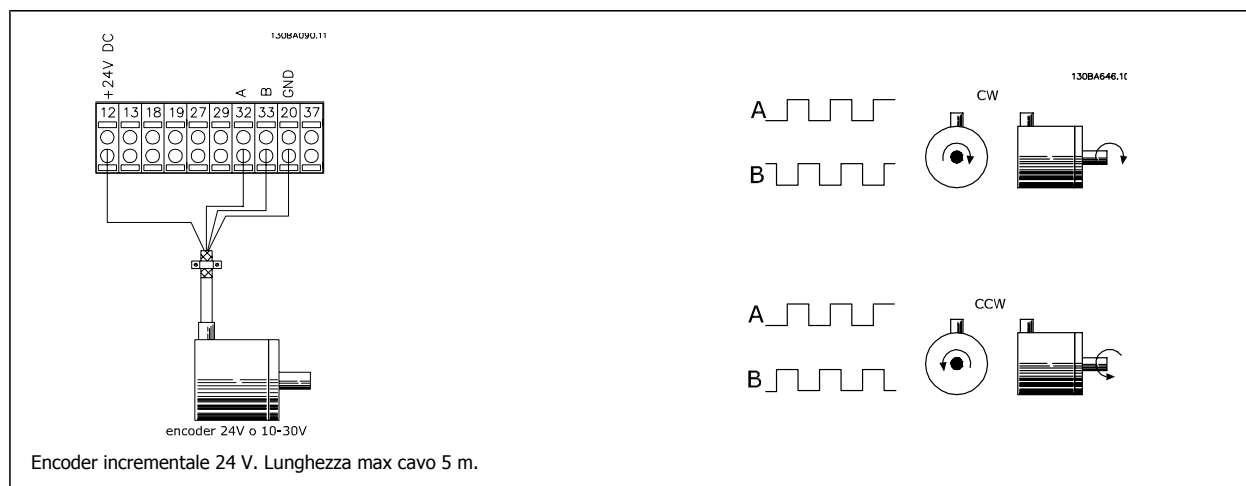 130BA090.11
+24V DC
A
B
GND
12 13 18 19 27 29 32 33 20 37
encoder 24V o 10-30V
130BA646.10
A
CW
B
A
CCW
B
Encoder incrementale 24 V. Lunghezza max cavo 5 m.